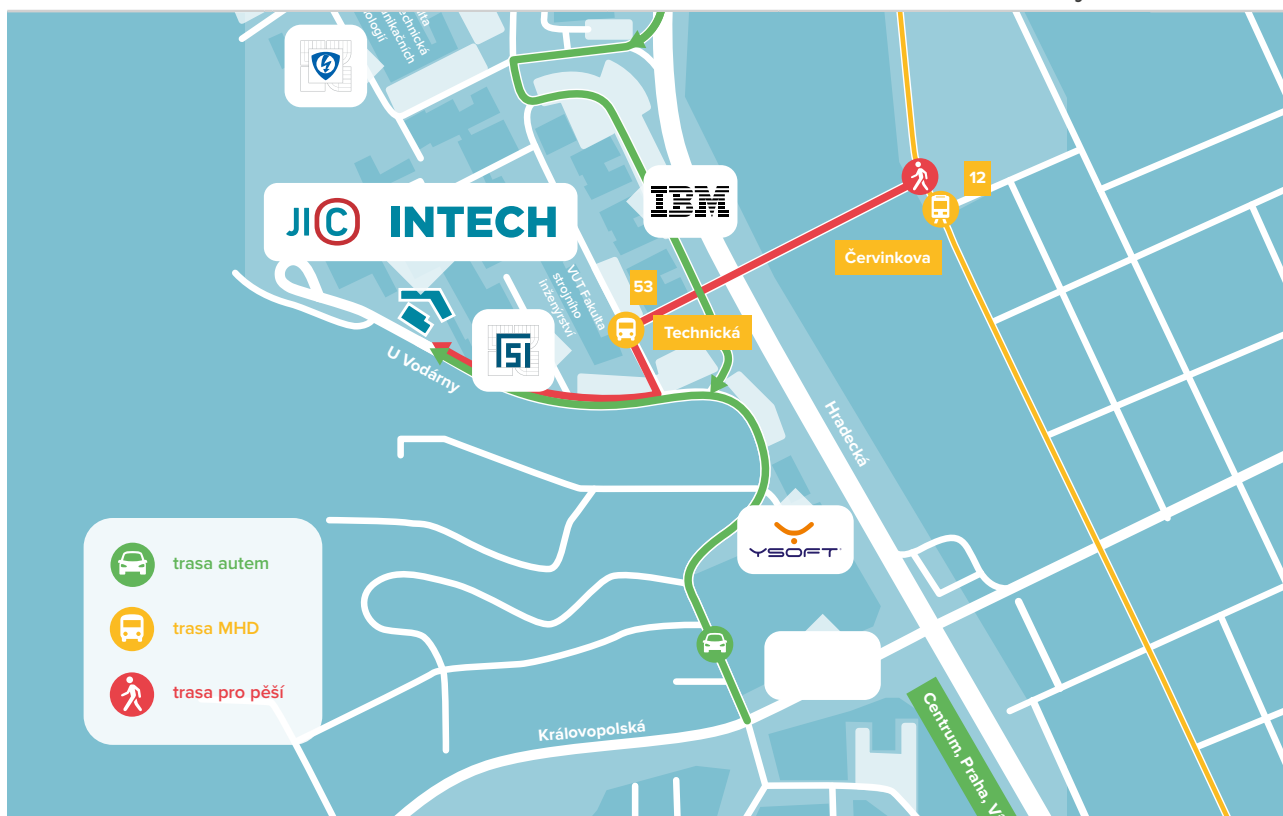 technická
JIC INTECH
IBM
12
Červinkova
53
Technická
VUT Fakulta
strojního
inženýrství
U Vodárny
Hradecká
YSOFT
trasa autem
trasa MHD
trasa pro pěší
Královopolská
Centrum, Praha,